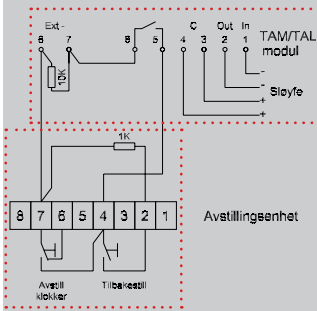 Ext -
C Out In
6 7 8 5 4 3 2 1
TAM/TAL
modul
10K
-
-
Sløyfe
+
+
1K
8 7 6 5 4 3 2 1
Avstillingsenhet
Avstill
klokker
Tilbakestill